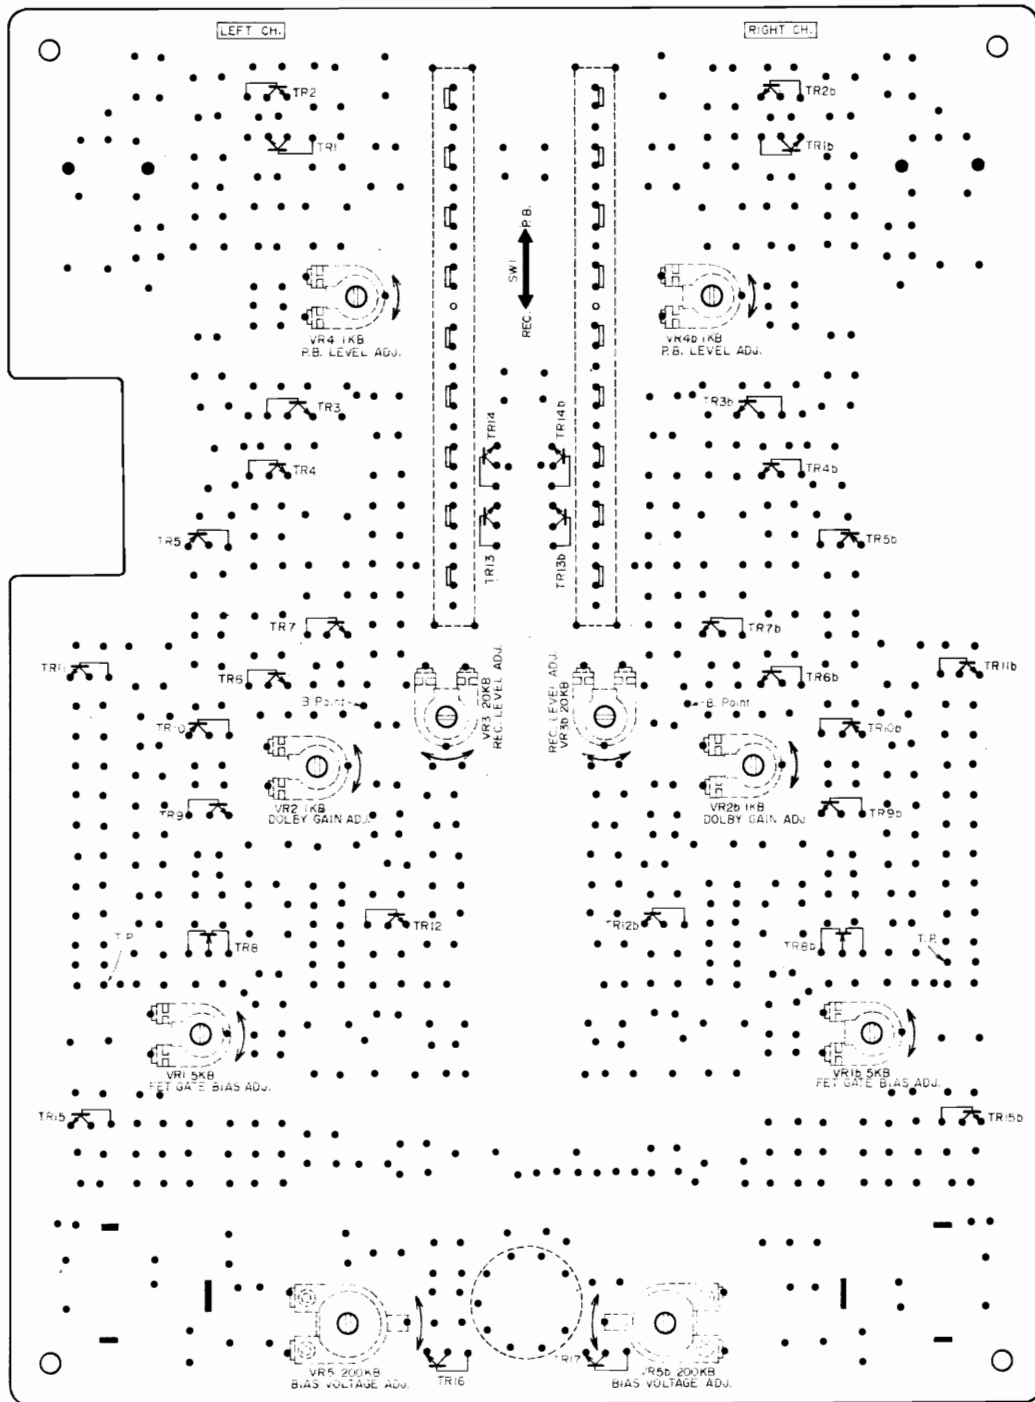 LEFT CH.
RIGHT CH.
TR2
TR2b
TR1
TR1b
P.B.
SW1
REC.
VR4 1KB
P.B. LEVEL ADJ.
VR4b 1KB
P.B. LEVEL ADJ.
TR3
TR3b
TR14
TR14b
TR4
TR4b
TR5
TR5b
TR13
TR13b
TR7
TR7b
TR11b
TR6
TR6b
B.Point
B. Point
VR3 20KB
REC. LEVEL ADJ.
REC. LEVEL ADJ.
VR3b 20KB
TR10
TR10b
VR2 1KB
DOLBY GAIN ADJ.
VR2b 1KB
DOLBY GAIN ADJ.
TR9
TR9b
TR12
TR12b
T.P.
TR8
TR8b
T.P.
VR1 5KB
FET GATE BIAS ADJ.
VR1b 5KB
FET GATE BIAS ADJ.
TR15
TR15b
VR5 200KB
BIAS VOLTAGE ADJ.
TR16
TR17
VR5b 200KB
BIAS VOLTAGE ADJ.